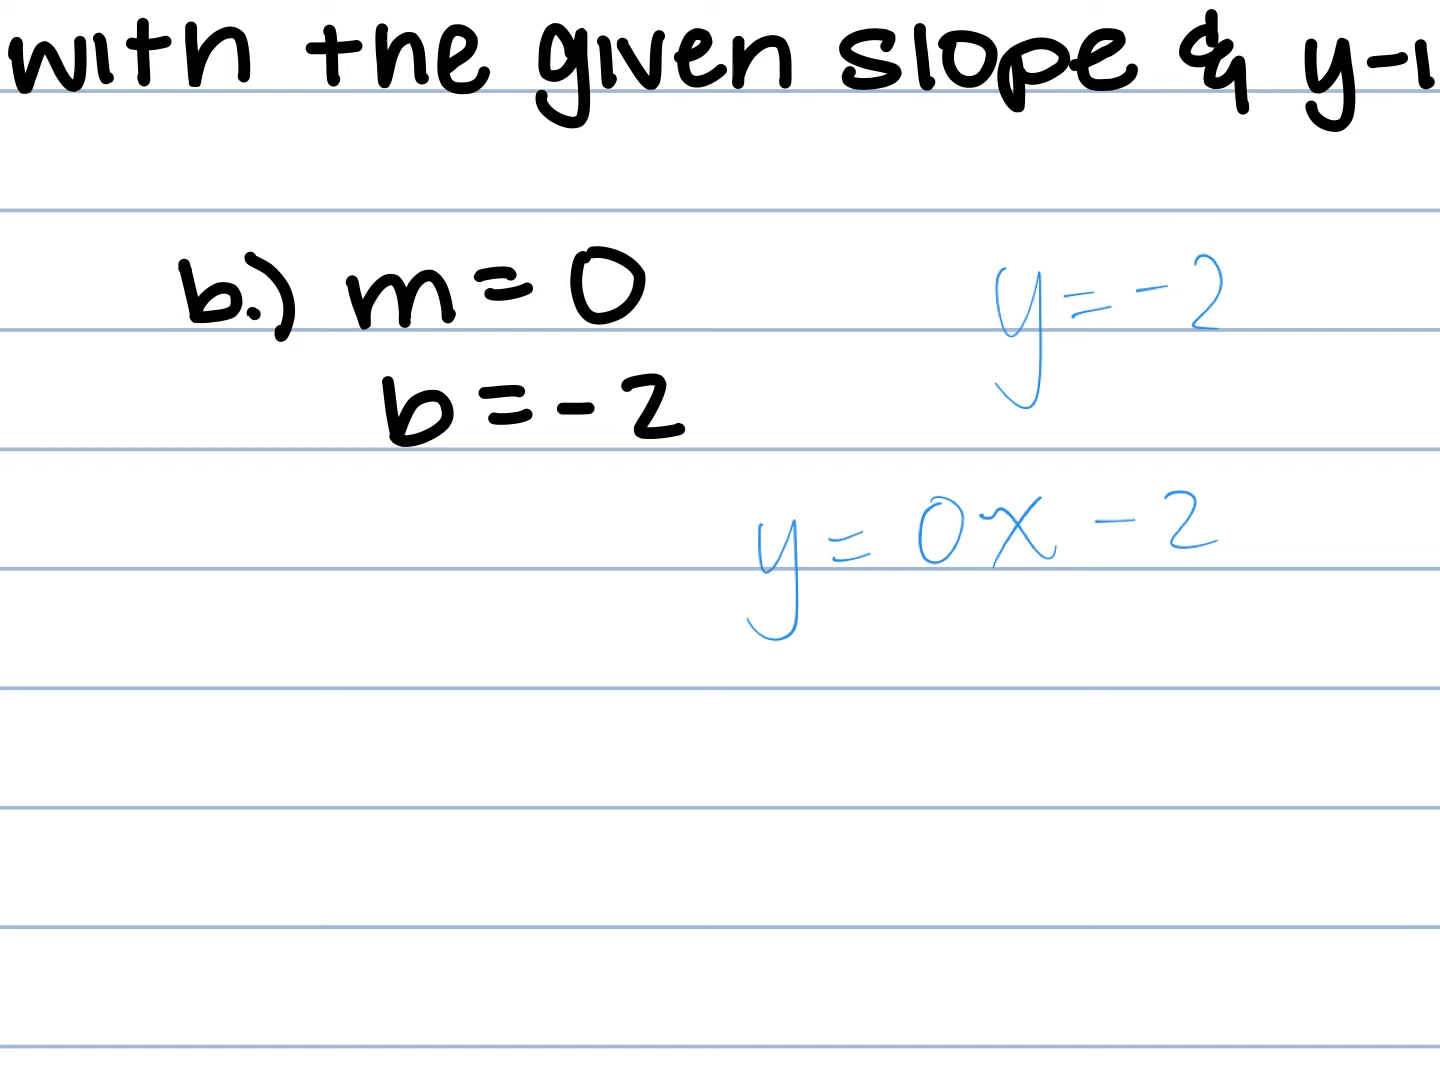 with the given slope & y-i
b.) m = 0
y = -2
b = -2
y = 0x - 2